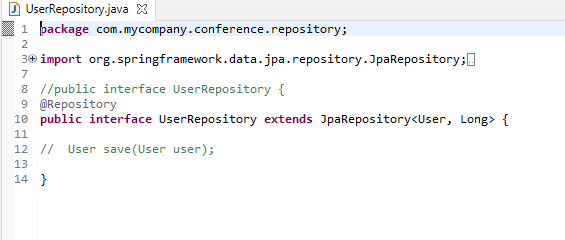 UserRepository.java
1 package com.mycompany.conference.repository;
2
3 import org.springframework.data.jpa.repository.JpaRepository;
7
8 //public interface UserRepository {
9 @Repository
10 public interface UserRepository extends JpaRepository<User, Long> {
11
12 //  User save(User user);
13
14 }